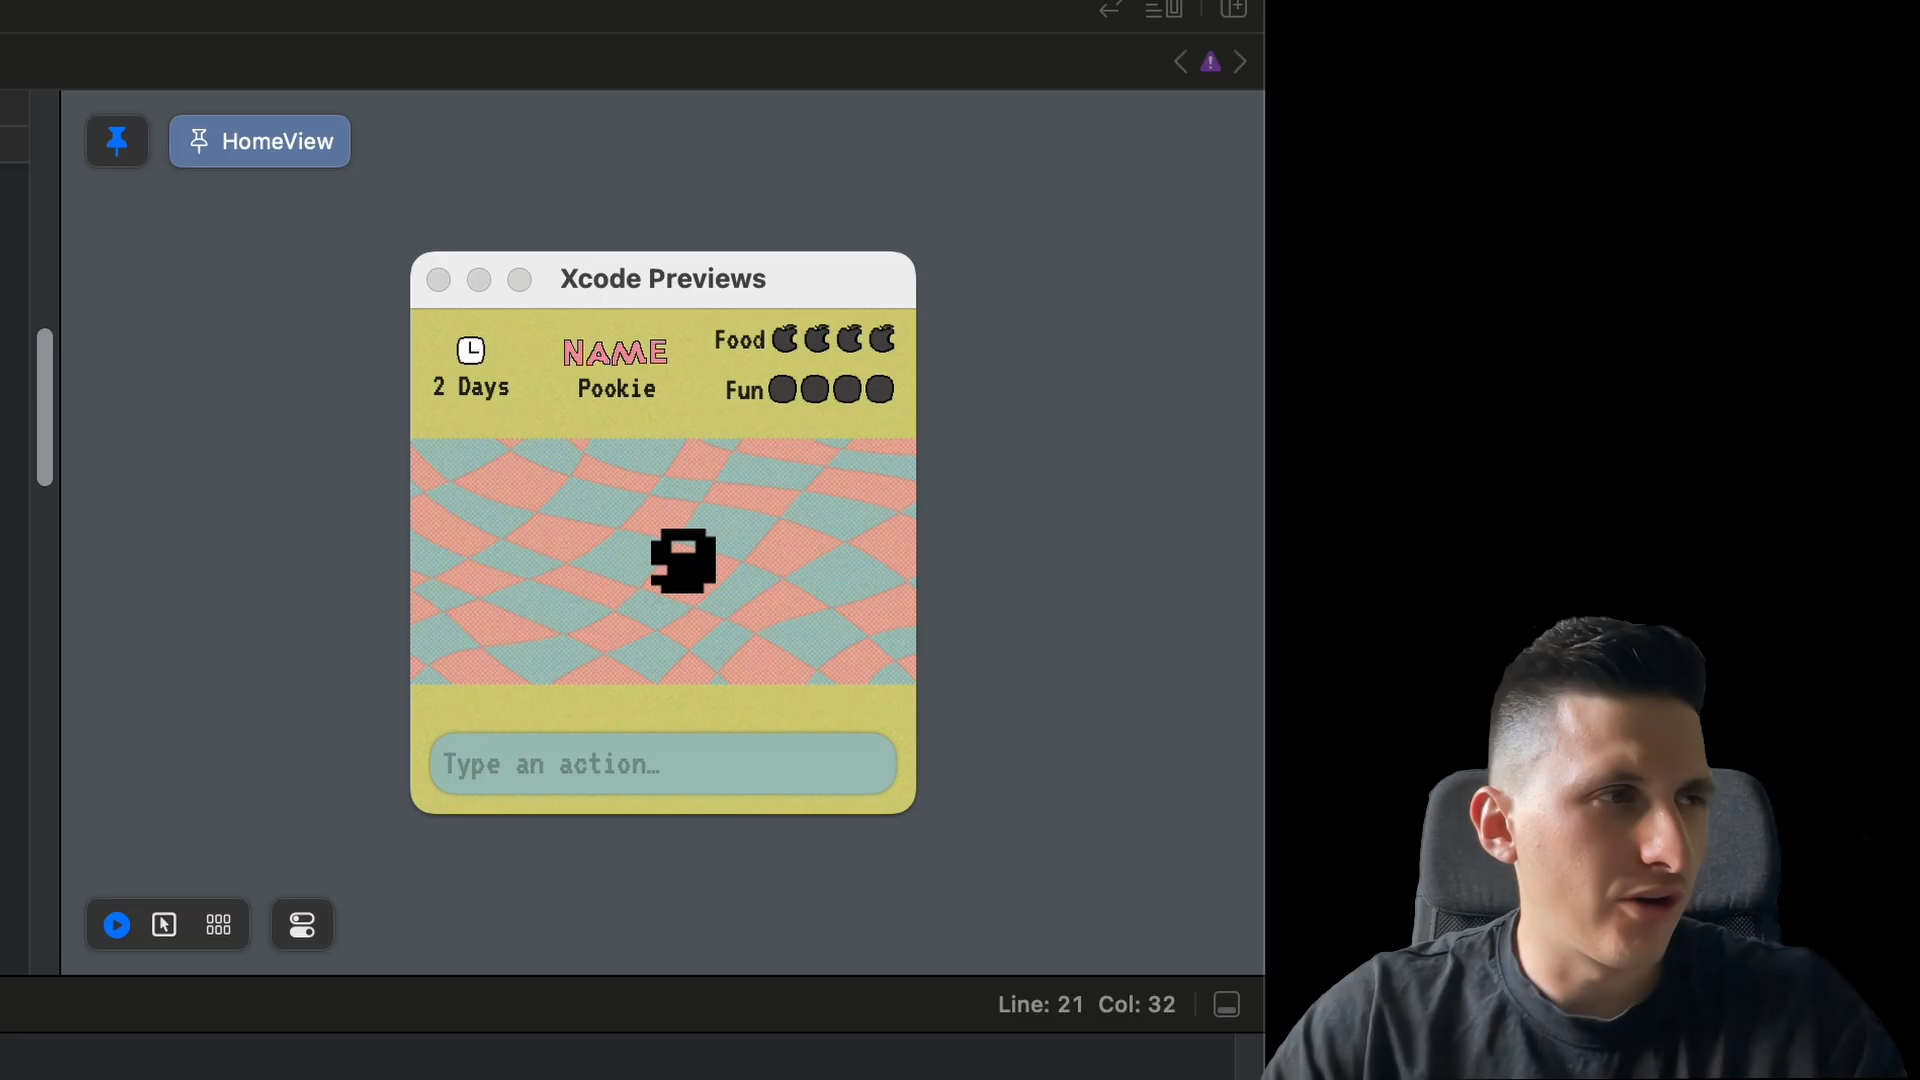 HomeView
Xcode Previews
2 Days
NAME
Pookie
Food
Fun
Type an action…
Line: 21 Col: 32